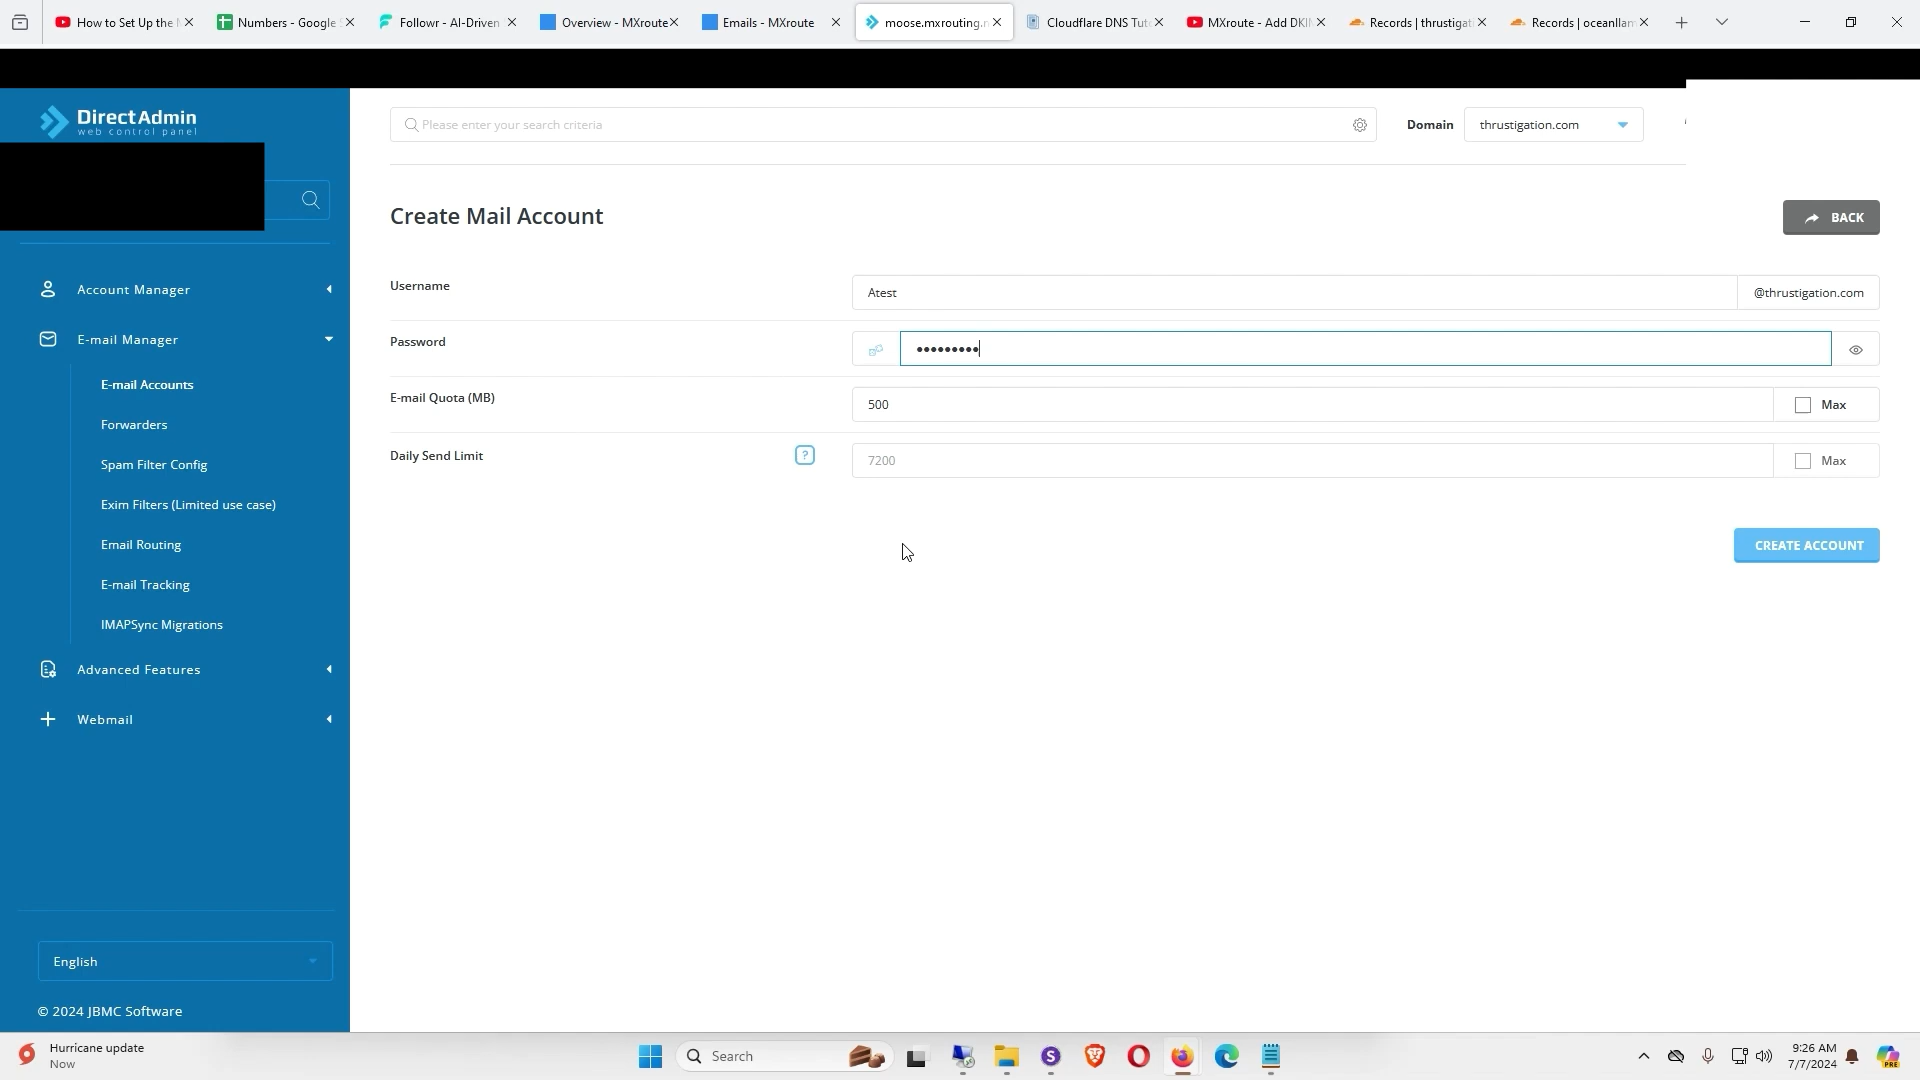 How to Set Up the
Numbers - Google
Followr - AI-Driven
Overview - MXroute
Emails - MXroute
moose.mxrouting.n
Cloudflare DNS Tut
MXroute - Add DKI
Records | thrustigat
Records | oceanllam
DirectAdmin
web control panel
Please enter your search criteria
Domain
thrustigation.com
Create Mail Account
BACK
Account Manager
E-mail Manager
E-mail Accounts
Forwarders
Spam Filter Config
Exim Filters (Limited use case)
Email Routing
E-mail Tracking
IMAPSync Migrations
Advanced Features
Webmail
Username
Atest
@thrustigation.com
Password
•••••••••
E-mail Quota (MB)
500
Max
Daily Send Limit
?
7200
Max
CREATE ACCOUNT
English
© 2024 JBMC Software
Hurricane update
Now
Search
9:26 AM
7/7/2024